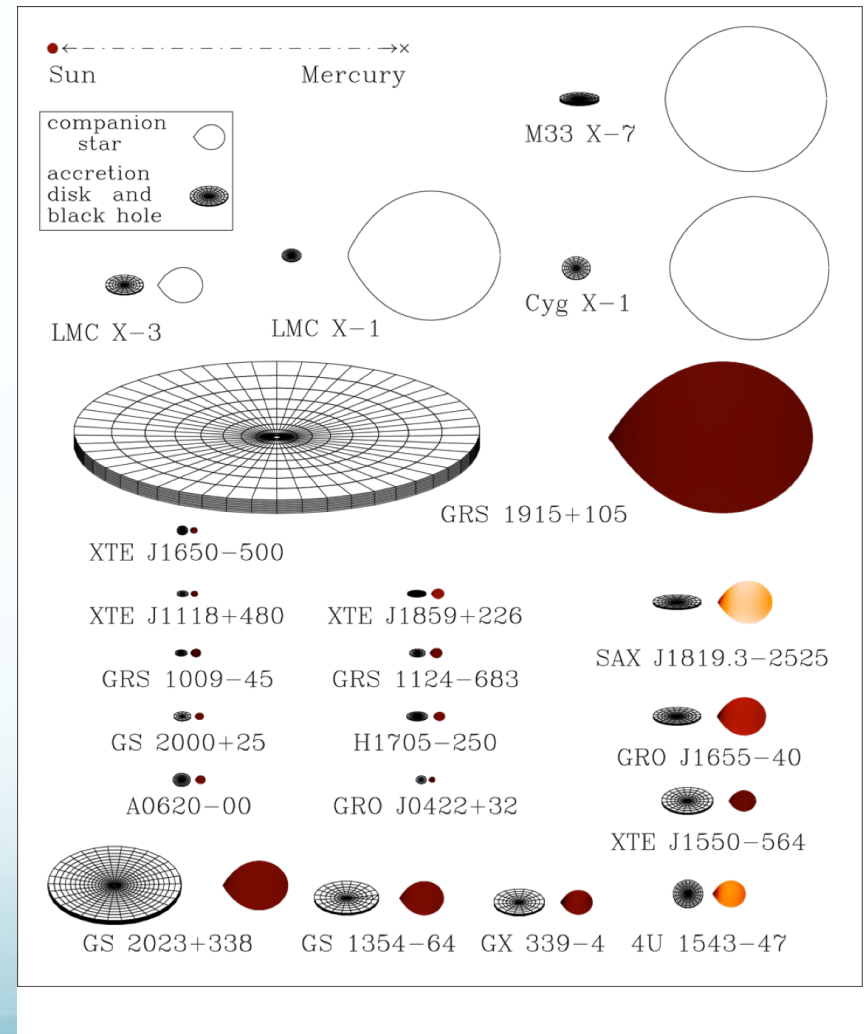 Sun
Mercury
companion
star
accretion
disk and
black hole
M33 X−7
LMC X−3
LMC X−1
Cyg X−1
GRS 1915+105
XTE J1650−500
XTE J1118+480
XTE J1859+226
SAX J1819.3−2525
GRS 1009−45
GRS 1124−683
GS 2000+25
H1705−250
GRO J1655−40
A0620−00
GRO J0422+32
XTE J1550−564
GS 2023+338
GS 1354−64
GX 339−4
4U 1543−47